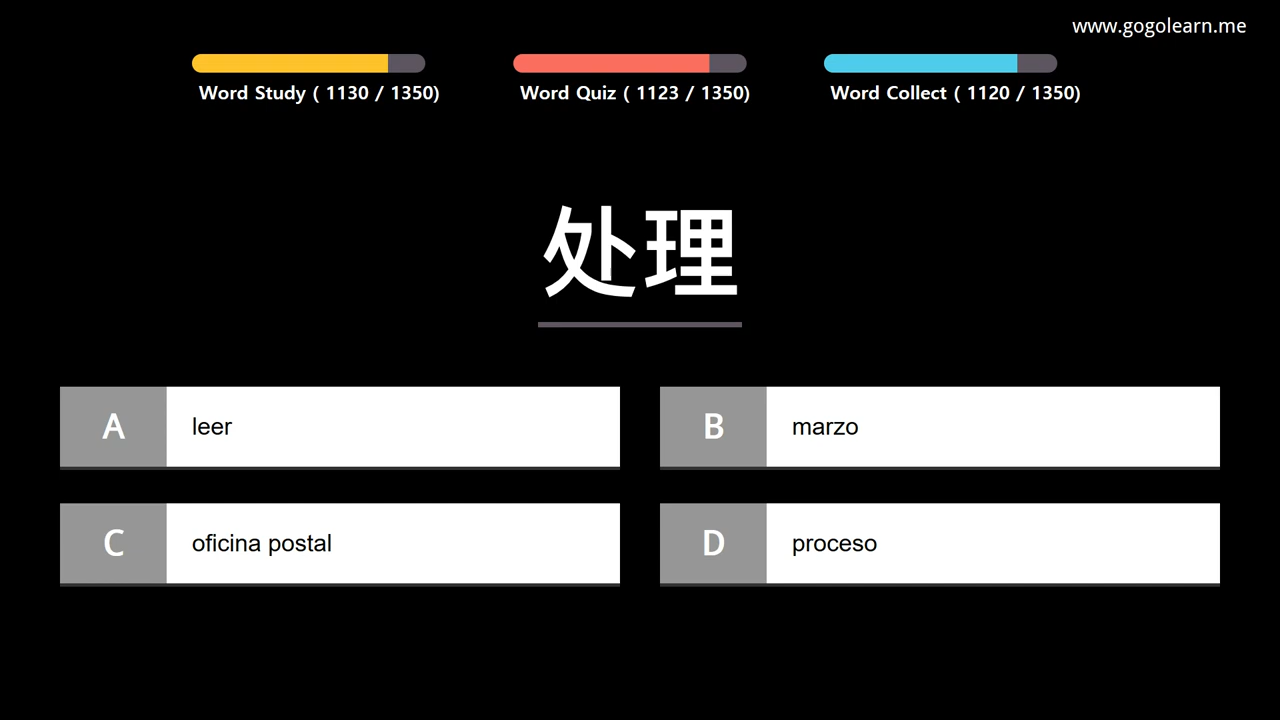 www.gogolearn.me
Word Study ( 1130 / 1350)
Word Quiz ( 1123 / 1350)
Word Collect ( 1120 / 1350)
处理
A leer
B marzo
C oficina postal
D proceso